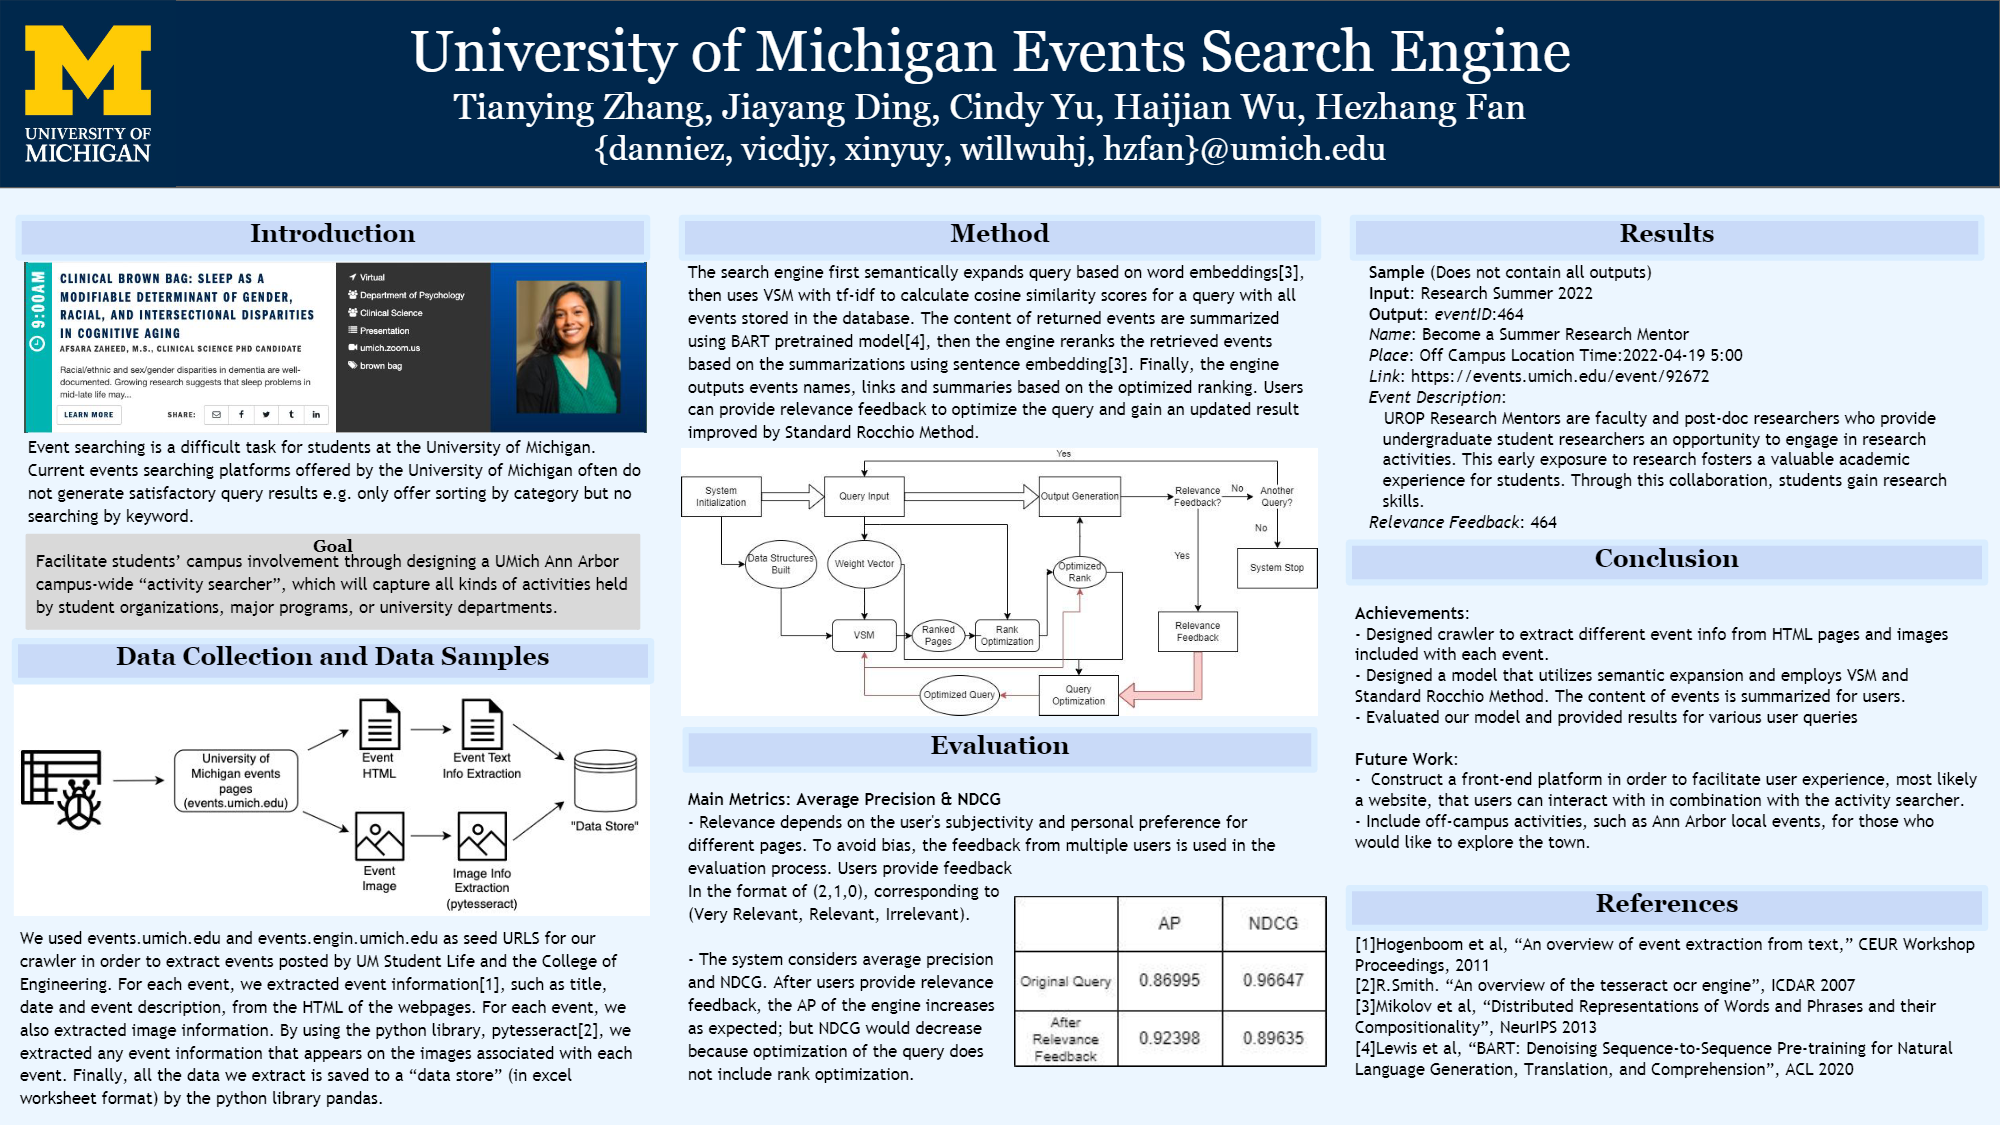 UNIVERSITY OF
MICHIGAN
University of Michigan Events Search Engine
Tianying Zhang, Jiayang Ding, Cindy Yu, Haijian Wu, Hezhang Fan
{danniez, vicdjy, xinyuy, willwuhj, hzfan}@umich.edu
Introduction
9:00AM
CLINICAL BROWN BAG: SLEEP AS A
MODIFIABLE DETERMINANT OF GENDER,
RACIAL, AND INTERSECTIONAL DISPARITIES
IN COGNITIVE AGING
AFSARA ZAHEED, M.S., CLINICAL SCIENCE PHD CANDIDATE
Racial/ethnic and sex/gender disparities in dementia are well-
documented. Growing research suggests that sleep problems in
mid-late life may...
LEARN MORE
SHARE:
f
t
in
Virtual
Department of Psychology
Clinical Science
Presentation
umich.zoom.us
brown bag
Event searching is a difficult task for students at the University of Michigan.
Current events searching platforms offered by the University of Michigan often do
not generate satisfactory query results e.g. only offer sorting by category but no
searching by keyword.
Goal
Facilitate students’ campus involvement through designing a UMich Ann Arbor
campus-wide “activity searcher”, which will capture all kinds of activities held
by student organizations, major programs, or university departments.
Data Collection and Data Samples
University of
Michigan events
pages
(events.umich.edu)
Event
HTML
Event Text
Info Extraction
Event
Image
Image Info
Extraction
(pytesseract)
"Data Store"
We used events.umich.edu and events.engin.umich.edu as seed URLS for our
crawler in order to extract events posted by UM Student Life and the College of
Engineering. For each event, we extracted event information[1], such as title,
date and event description, from the HTML of the webpages. For each event, we
also extracted image information. By using the python library, pytesseract[2], we
extracted any event information that appears on the images associated with each
event. Finally, all the data we extract is saved to a “data store” (in excel
worksheet format) by the python library pandas.
Method
The search engine first semantically expands query based on word embeddings[3],
then uses VSM with tf-idf to calculate cosine similarity scores for a query with all
events stored in the database. The content of returned events are summarized
using BART pretrained model[4], then the engine reranks the retrieved events
based on the summarizations using sentence embedding[3]. Finally, the engine
outputs events names, links and summaries based on the optimized ranking. Users
can provide relevance feedback to optimize the query and gain an updated result
improved by Standard Rocchio Method.
Yes
System
Initialization
Query Input
Output Generation
Relevance
Feedback?
No
Another
Query?
No
Yes
System Stop
Data Structures
Built
Weight Vector
Optimized
Rank
VSM
Ranked
Pages
Rank
Optimization
Relevance
Feedback
Optimized Query
Query
Optimization
Evaluation
Main Metrics: Average Precision & NDCG
- Relevance depends on the user's subjectivity and personal preference for
different pages. To avoid bias, the feedback from multiple users is used in the
evaluation process. Users provide feedback
In the format of (2,1,0), corresponding to
(Very Relevant, Relevant, Irrelevant).
- The system considers average precision
and NDCG. After users provide relevance
feedback, the AP of the engine increases
as expected; but NDCG would decrease
because optimization of the query does
not include rank optimization.
AP NDCG
Original Query 0.86995 0.96647
After
Relevance
Feedback
0.92398 0.89635
Results
Sample (Does not contain all outputs)
Input: Research Summer 2022
Output: eventID:464
Name: Become a Summer Research Mentor
Place: Off Campus Location Time:2022-04-19 5:00
Link: https://events.umich.edu/event/92672
Event Description:
UROP Research Mentors are faculty and post-doc researchers who provide
undergraduate student researchers an opportunity to engage in research
activities. This early exposure to research fosters a valuable academic
experience for students. Through this collaboration, students gain research
skills.
Relevance Feedback: 464
Conclusion
Achievements:
- Designed crawler to extract different event info from HTML pages and images
included with each event.
- Designed a model that utilizes semantic expansion and employs VSM and
Standard Rocchio Method. The content of events is summarized for users.
- Evaluated our model and provided results for various user queries
Future Work:
- Construct a front-end platform in order to facilitate user experience, most likely
a website, that users can interact with in combination with the activity searcher.
- Include off-campus activities, such as Ann Arbor local events, for those who
would like to explore the town.
References
[1]Hogenboom et al, “An overview of event extraction from text,” CEUR Workshop
Proceedings, 2011
[2]R.Smith. “An overview of the tesseract ocr engine”, ICDAR 2007
[3]Mikolov et al, “Distributed Representations of Words and Phrases and their
Compositionality”, NeurIPS 2013
[4]Lewis et al, “BART: Denoising Sequence-to-Sequence Pre-training for Natural
Language Generation, Translation, and Comprehension”, ACL 2020